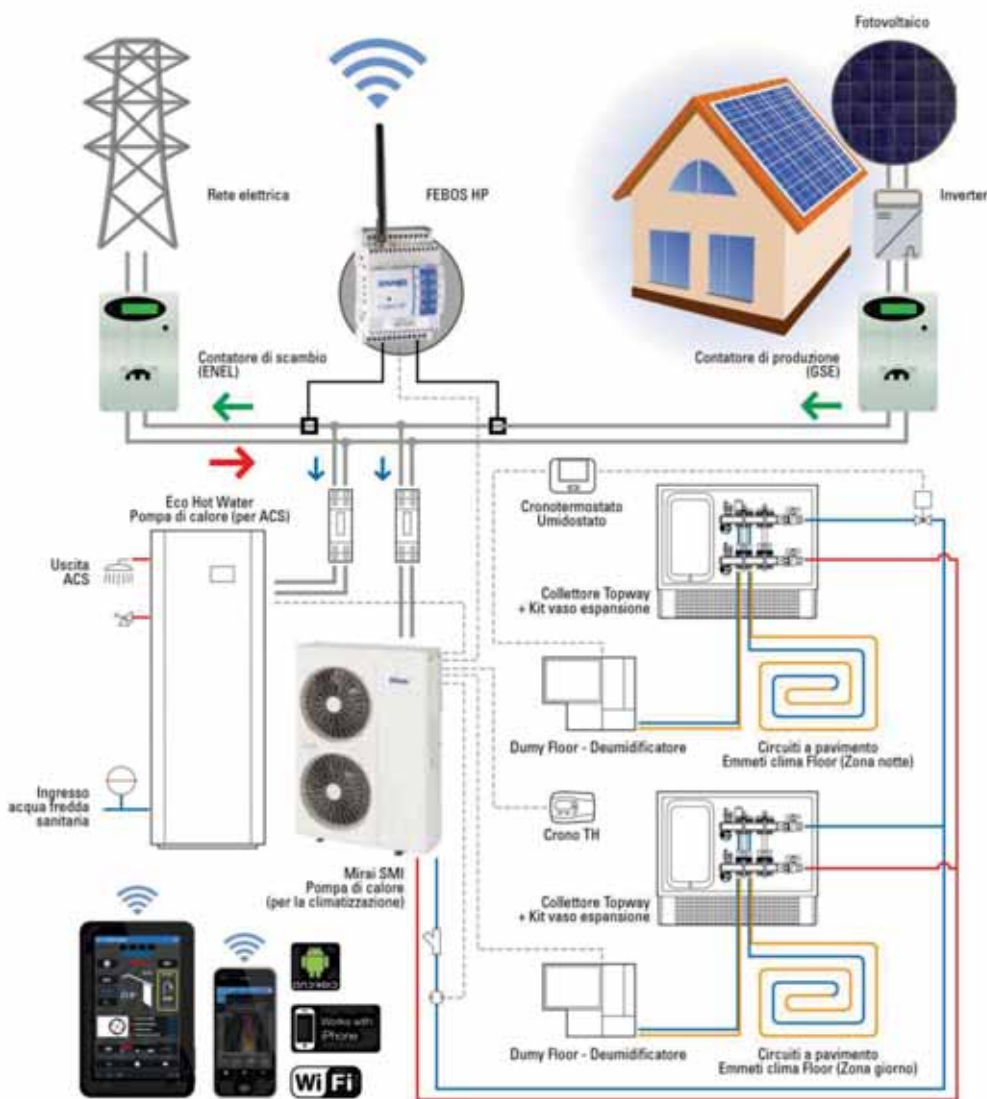 Fotovoltaico
Rete elettrica
FEBOS HP
Inverter
Contatore di scambio
(ENEL)
Contatore di produzione
(GSE)
Eco Hot Water
Pompa di calore (per ACS)
Cronotermostato
Umidostato
Uscita
ACS
Collettore Topway
+ Kit vaso espansione
Dumy Floor - Deumidificatore
Circuiti a pavimento
Emmeti clima Floor (Zona notte)
Ingresso
acqua fredda
sanitaria
Crono TH
Mirai SMI
Pompa di calore
(per la climatizzazione)
Collettore Topway
+ Kit vaso espansione
Dumy Floor - Deumidificatore
Circuiti a pavimento
Emmeti clima Floor (Zona giorno)
ANDROID
Works with
iPhone
WiFi